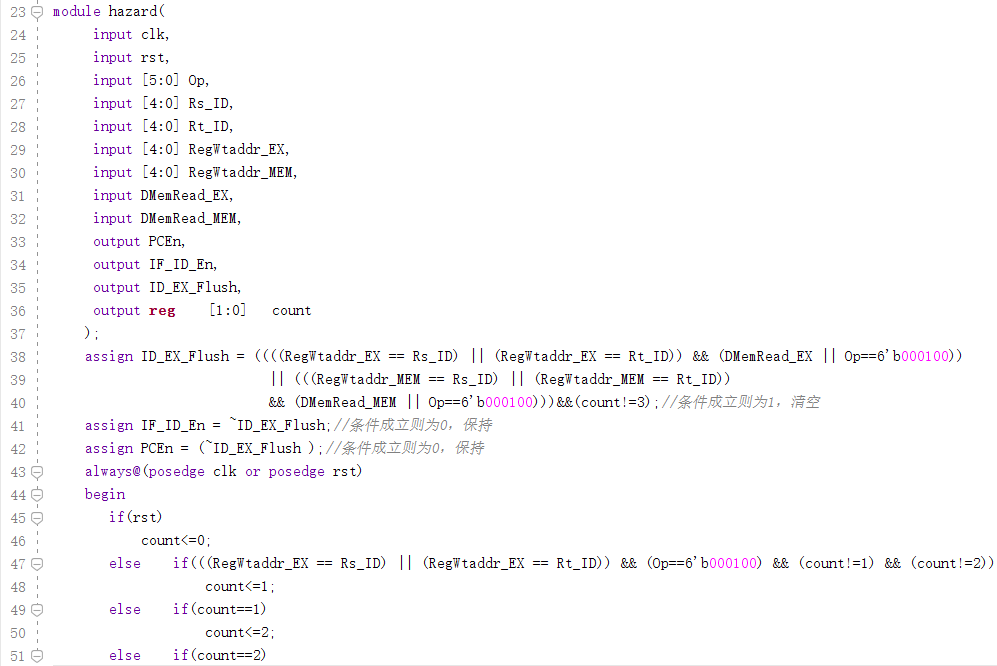 23 module hazard(
24 input clk,
25 input rst,
26 input [5:0] Op,
27 input [4:0] Rs_ID,
28 input [4:0] Rt_ID,
29 input [4:0] RegWtaddr_EX,
30 input [4:0] RegWtaddr_MEM,
31 input DMemRead_EX,
32 input DMemRead_MEM,
33 output PCEn,
34 output IF_ID_En,
35 output ID_EX_Flush,
36 output reg [1:0] count
37 );
38 assign ID_EX_Flush = ((((RegWtaddr_EX == Rs_ID) || (RegWtaddr_EX == Rt_ID)) && (DMemRead_EX || Op==6'b000100))
39 || (((RegWtaddr_MEM == Rs_ID) || (RegWtaddr_MEM == Rt_ID))
40 && (DMemRead_MEM || Op==6'b000100)))&&(count!=3);//条件成立则为1，清空
41 assign IF_ID_En = ~ID_EX_Flush;//条件成立则为0，保持
42 assign PCEn = (~ID_EX_Flush );//条件成立则为0，保持
43 always@(posedge clk or posedge rst)
44 begin
45 if(rst)
46 count<=0;
47 else if(((RegWtaddr_EX == Rs_ID) || (RegWtaddr_EX == Rt_ID)) && (Op==6'b000100) && (count!=1) && (count!=2))
48 count<=1;
49 else if(count==1)
50 count<=2;
51 else if(count==2)